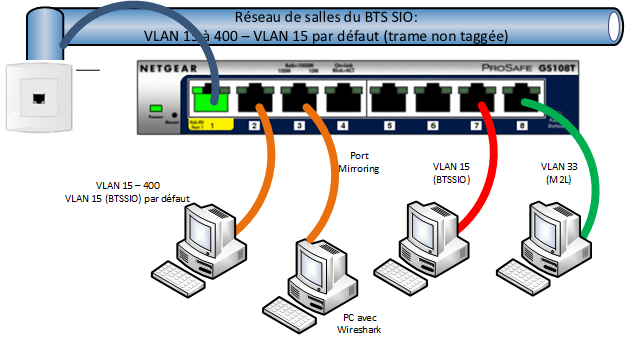 Réseau de salles du BTS SIO:
VLAN 15 à 400 – VLAN 15 par défaut (trame non taggée)
NETGEAR
PROSAFE GS108T
Power
1
2
3
4
5
6
7
8
Port
Mirroring
VLAN 15 – 400
VLAN 15 (BTSSIO) par défaut
VLAN 15
(BTSSIO)
VLAN 33
(M2L)
PC avec
Wireshark